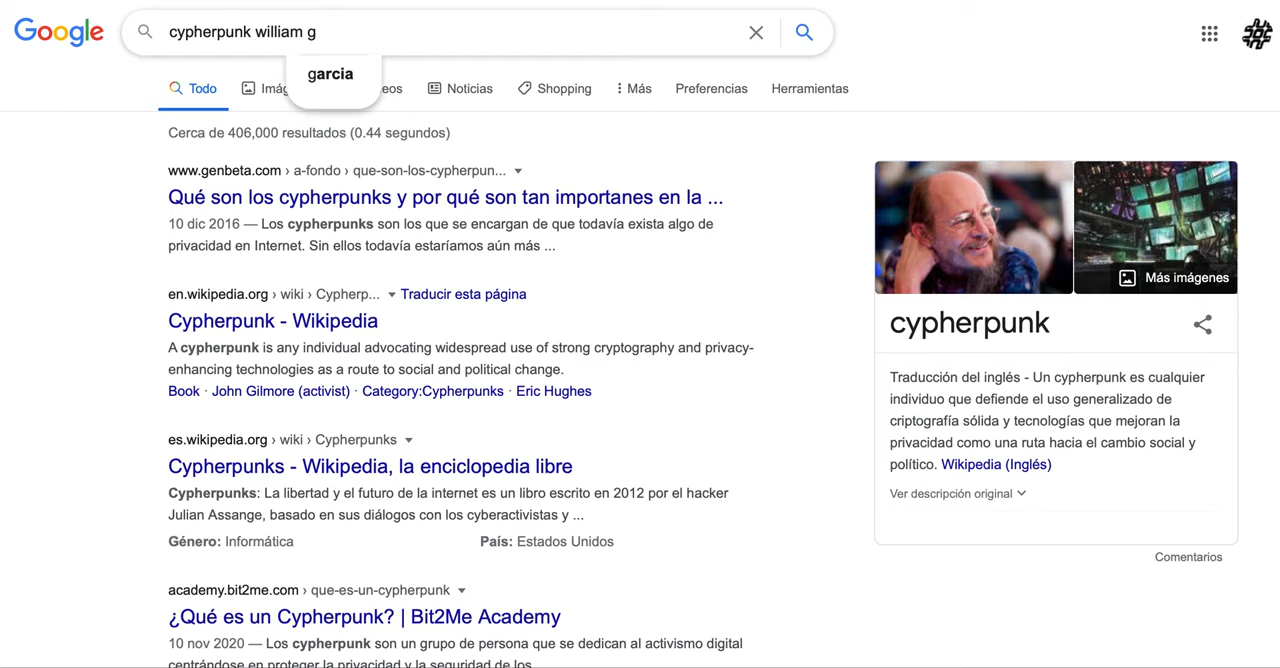 Google
cypherpunk william g
garcia
Todo
Noticias
Shopping
Más
Preferencias
Herramientas
Cerca de 406,000 resultados (0.44 segundos)
www.genbeta.com › a-fondo › que-son-los-cypherpun...
Qué son los cypherpunks y por qué son tan importanes en la ...
10 dic 2016 — Los cypherpunks son los que se encargan de que todavía exista algo de
privacidad en Internet. Sin ellos todavía estaríamos aún más ...
en.wikipedia.org › wiki › Cypherp... Traducir esta página
Cypherpunk - Wikipedia
A cypherpunk is any individual advocating widespread use of strong cryptography and privacy-
enhancing technologies as a route to social and political change.
Book · John Gilmore (activist) · Category:Cypherpunks · Eric Hughes
es.wikipedia.org › wiki › Cypherpunks
Cypherpunks - Wikipedia, la enciclopedia libre
Cypherpunks: La libertad y el futuro de la internet es un libro escrito en 2012 por el hacker
Julian Assange, basado en sus diálogos con los cyberactivistas y ...
Género: Informática País: Estados Unidos
academy.bit2me.com › que-es-un-cypherpunk
¿Qué es un Cypherpunk? | Bit2Me Academy
10 nov 2020 — Los cypherpunk son un grupo de persona que se dedican al activismo digital
centrándose en proteger la privacidad y la seguridad de los
Más imágenes
cypherpunk
Traducción del inglés - Un cypherpunk es cualquier
individuo que defiende el uso generalizado de
criptografía sólida y tecnologías que mejoran la
privacidad como una ruta hacia el cambio social y
político. Wikipedia (Inglés)
Ver descripción original
Comentarios